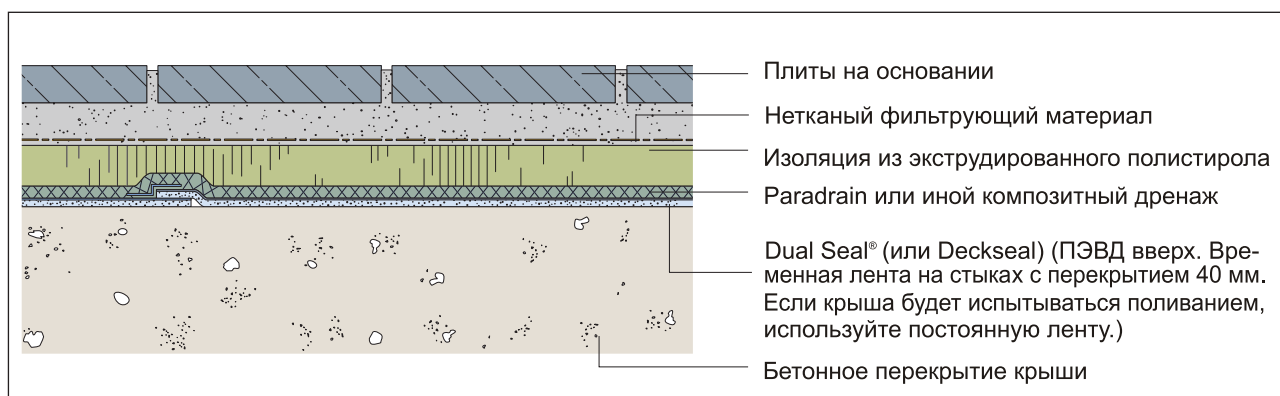 Плиты на основании
Нетканый фильтрующий материал
Изоляция из экструдированного полистирола
Paradrain или иной композитный дренаж
Dual Seal® (или Deckseal) (ПЭВД вверх. Вре-
менная лента на стыках с перекрытием 40 мм.
Если крыша будет испытываться поливанием,
используйте постоянную ленту.)
Бетонное перекрытие крыши